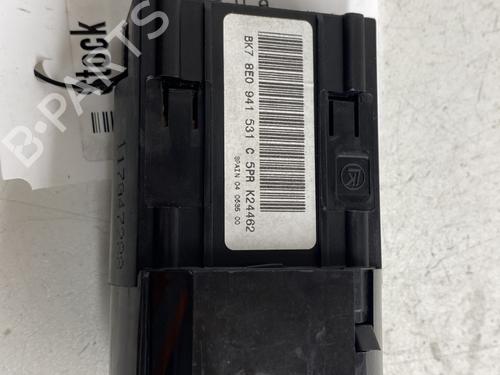 Stock
B-PARTS
BK7 8E0 941 531 C 5PR K24462
SPAIN 04 0636 00
K